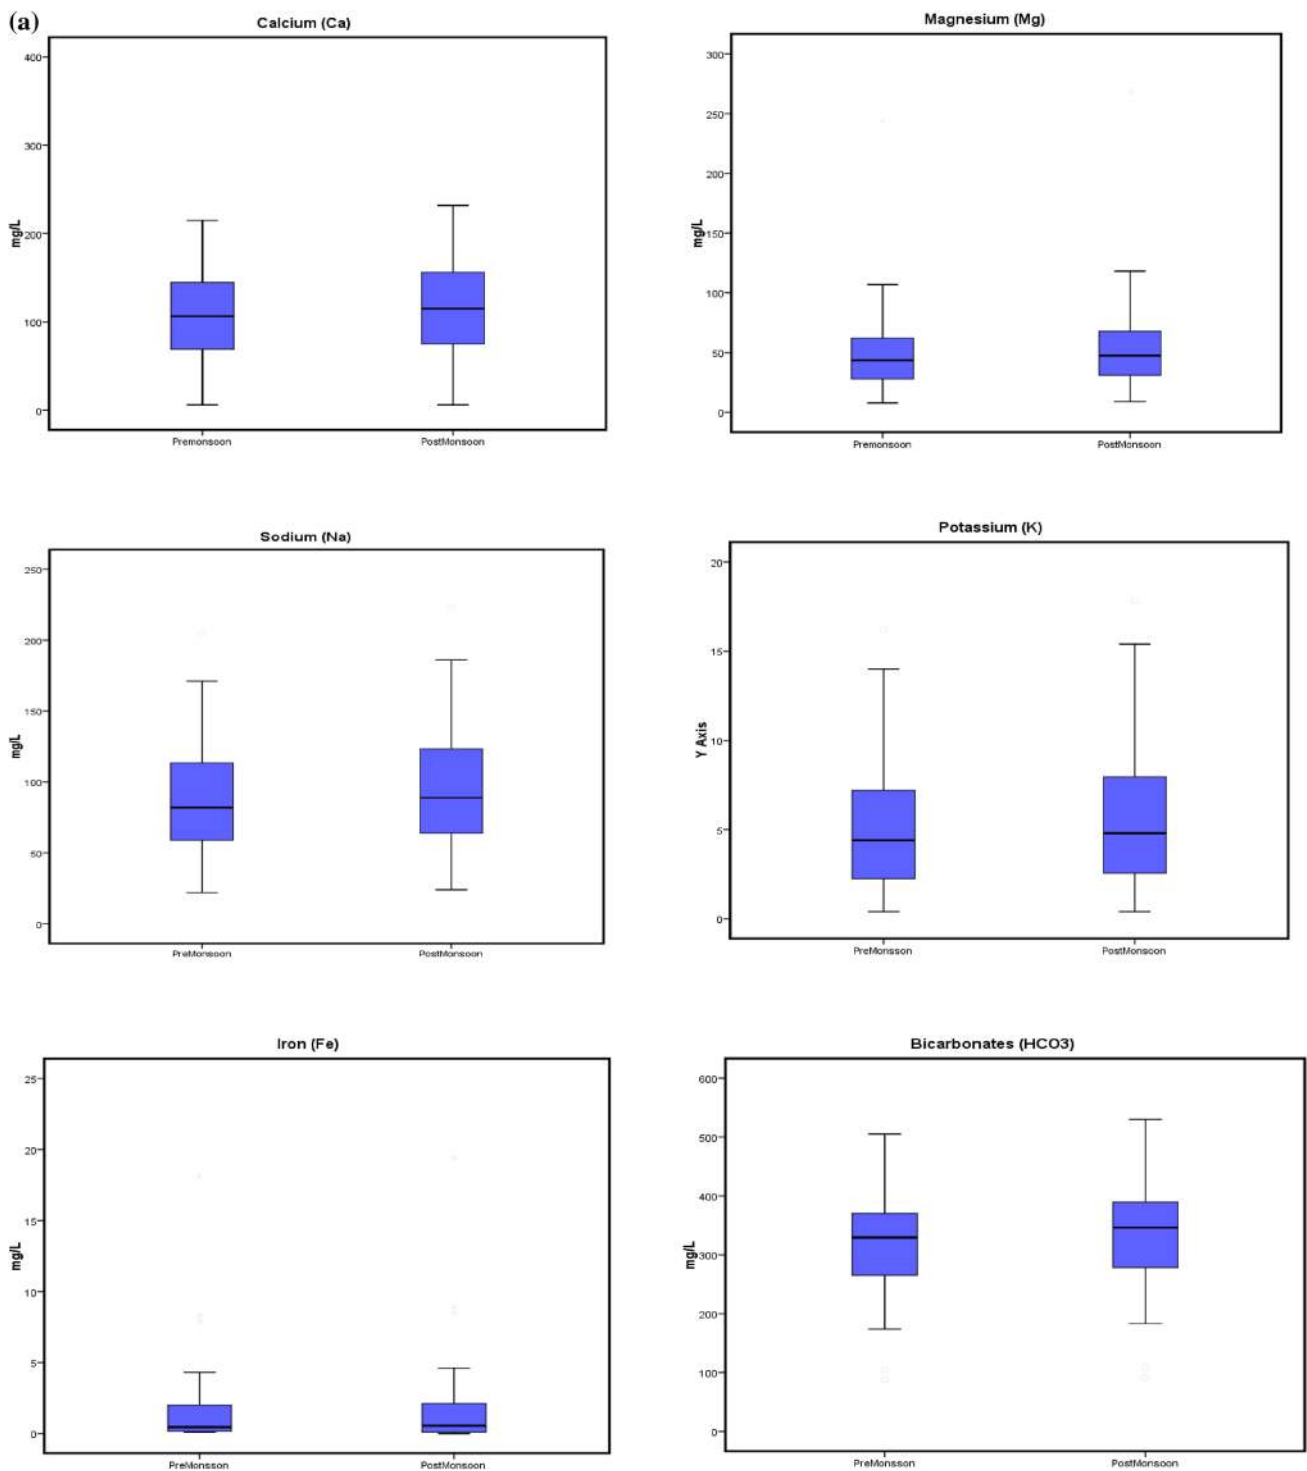 (a)
Calcium (Ca)
400
300
200
100
0
mg/L
Premonsoon PostMonsoon
Magnesium (Mg)
300
250
200
150
100
50
0
mg/L
Premonsoon PostMonsoon
Sodium (Na)
250
200
150
100
50
0
mg/L
PreMonsoon PostMonsoon
Potassium (K)
20
15
10
5
0
Y Axis
PreMonsson PostMonsoon
Iron (Fe)
25
20
15
10
5
0
mg/L
PreMonsson PostMonsoon
Bicarbonates (HCO3)
600
500
400
300
200
100
0
mg/L
PreMonsson PostMonsoon